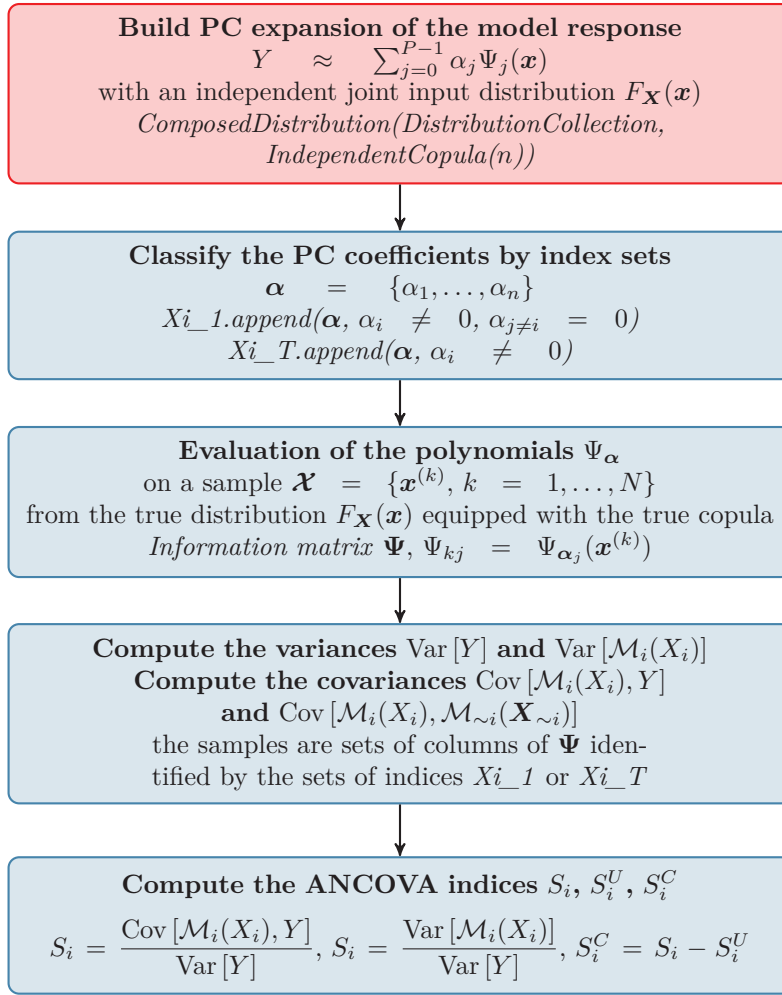 Build PC expansion of the model response
Y ≈ ∑_{j=0}^{P−1} α_j Ψ_j(𝒙)
with an independent joint input distribution F_𝑿(𝒙)
ComposedDistribution(DistributionCollection,
IndependentCopula(n))
Classify the PC coefficients by index sets
𝜶 = {α_1, . . . , α_n}
Xi_1.append(𝜶, α_i ≠ 0, α_{j≠i} = 0)
Xi_T.append(𝜶, α_i ≠ 0)
Evaluation of the polynomials Ψ_𝜶
on a sample 𝓧 = {𝒙^{(k)}, k = 1, . . . , N}
from the true distribution F_𝑿(𝒙) equipped with the true copula
Information matrix 𝚿, Ψ_{kj} = Ψ_{𝜶_j}(𝒙^{(k)})
Compute the variances Var [Y] and Var [ℳ_i(X_i)]
Compute the covariances Cov [ℳ_i(X_i), Y]
and Cov [ℳ_i(X_i), ℳ_{∼i}(𝑿_{∼i})]
the samples are sets of columns of 𝚿 iden-
tified by the sets of indices Xi_1 or Xi_T
Compute the ANCOVA indices S_i, S_i^U, S_i^C
S_i = Cov [ℳ_i(X_i), Y] / Var [Y], S_i = Var [ℳ_i(X_i)] / Var [Y], S_i^C = S_i − S_i^U